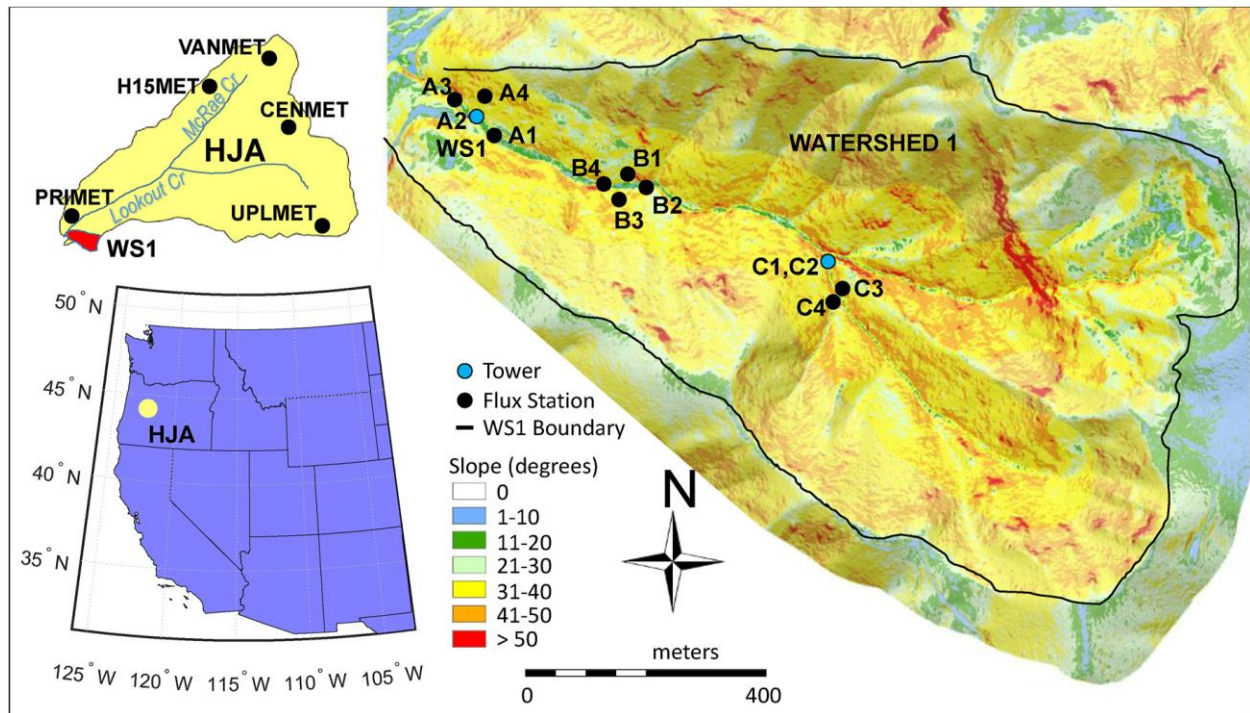 VANMET
H15MET
McRae Cr
CENMET
HJA
PRIMET
Lookout Cr
UPLMET
WS1
50°N
45°N
40°N
35°N
HJA
125°W
120°W
115°W
110°W
105°W
A3
A4
A2
WS1
A1
WATERSHED 1
B4
B1
B2
B3
C1,C2
C3
C4
Tower
Flux Station
WS1 Boundary
Slope (degrees)
0
1-10
11-20
21-30
31-40
41-50
> 50
N
meters
0
400